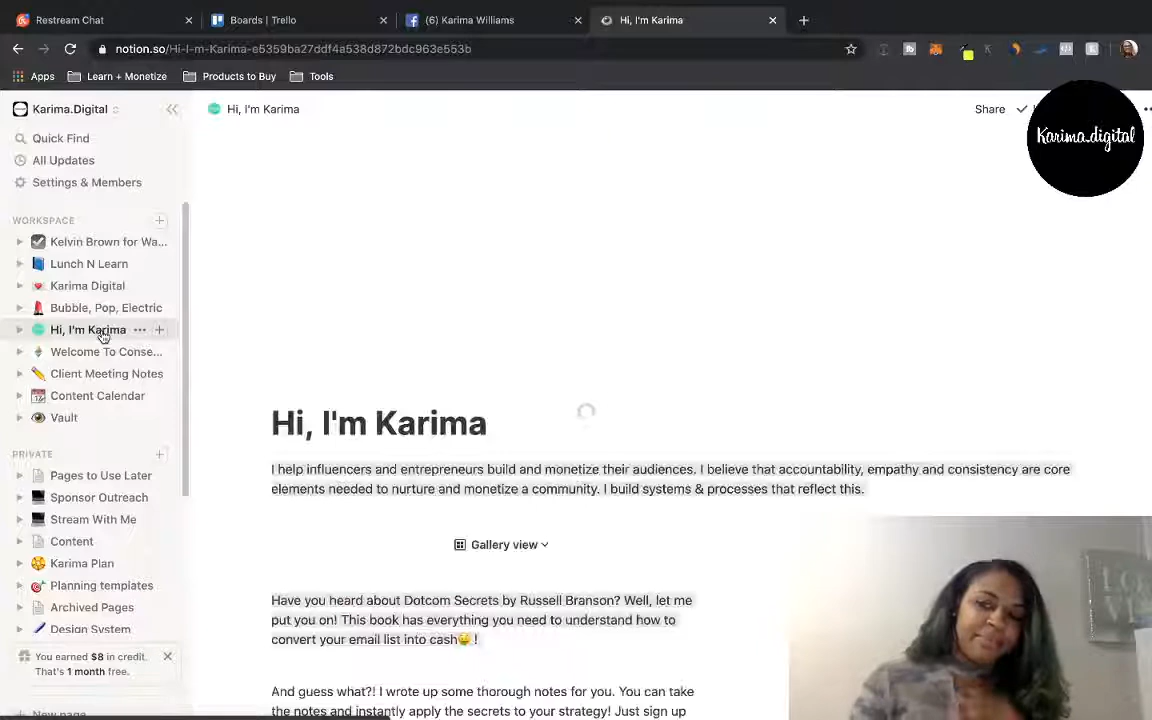 Restream Chat
Boards | Trello
(6) Karima Williams
Hi, I'm Karima
notion.so/Hi-I-m-Karima-e5359ba27ddf4a538d872bdc963e553b
Apps
Learn + Monetize
Products to Buy
Tools
Karima.Digital
Hi, I'm Karima
Share
Karima.digital
Quick Find
All Updates
Settings & Members
WORKSPACE
Kelvin Brown for Wa...
Lunch N Learn
Karima Digital
Bubble, Pop, Electric
Hi, I'm Karima
Welcome To Conse...
Client Meeting Notes
Content Calendar
Vault
PRIVATE
Pages to Use Later
Sponsor Outreach
Stream With Me
Content
Karima Plan
Planning templates
Archived Pages
Design System
You earned $8 in credit.
That's 1 month free.
New page
Hi, I'm Karima
I help influencers and entrepreneurs build and monetize their audiences. I believe that accountability, empathy and consistency are core
elements needed to nurture and monetize a community. I build systems & processes that reflect this.
Gallery view
Have you heard about Dotcom Secrets by Russell Branson? Well, let me
put you on! This book has everything you need to understand how to
convert your email list into cash🤑 !
And guess what?! I wrote up some thorough notes for you. You can take
the notes and instantly apply the secrets to your strategy! Just sign up